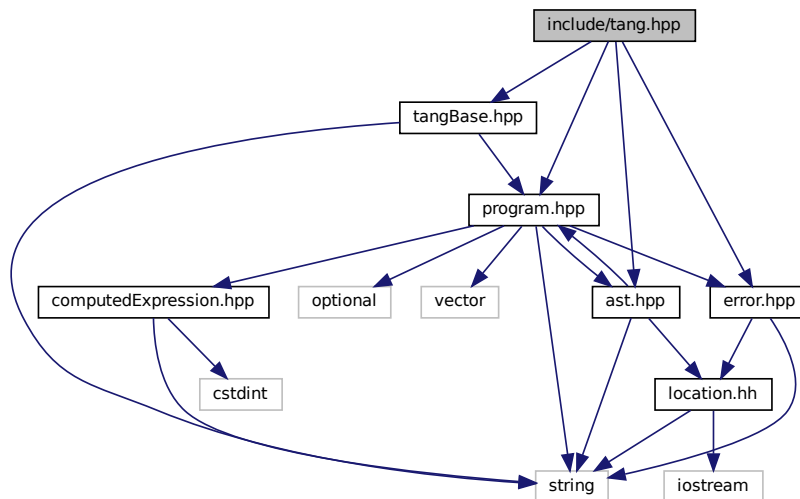 include/tang.hpp
tangBase.hpp
program.hpp
computedExpression.hpp
optional
vector
ast.hpp
error.hpp
cstdint
location.hh
string
iostream